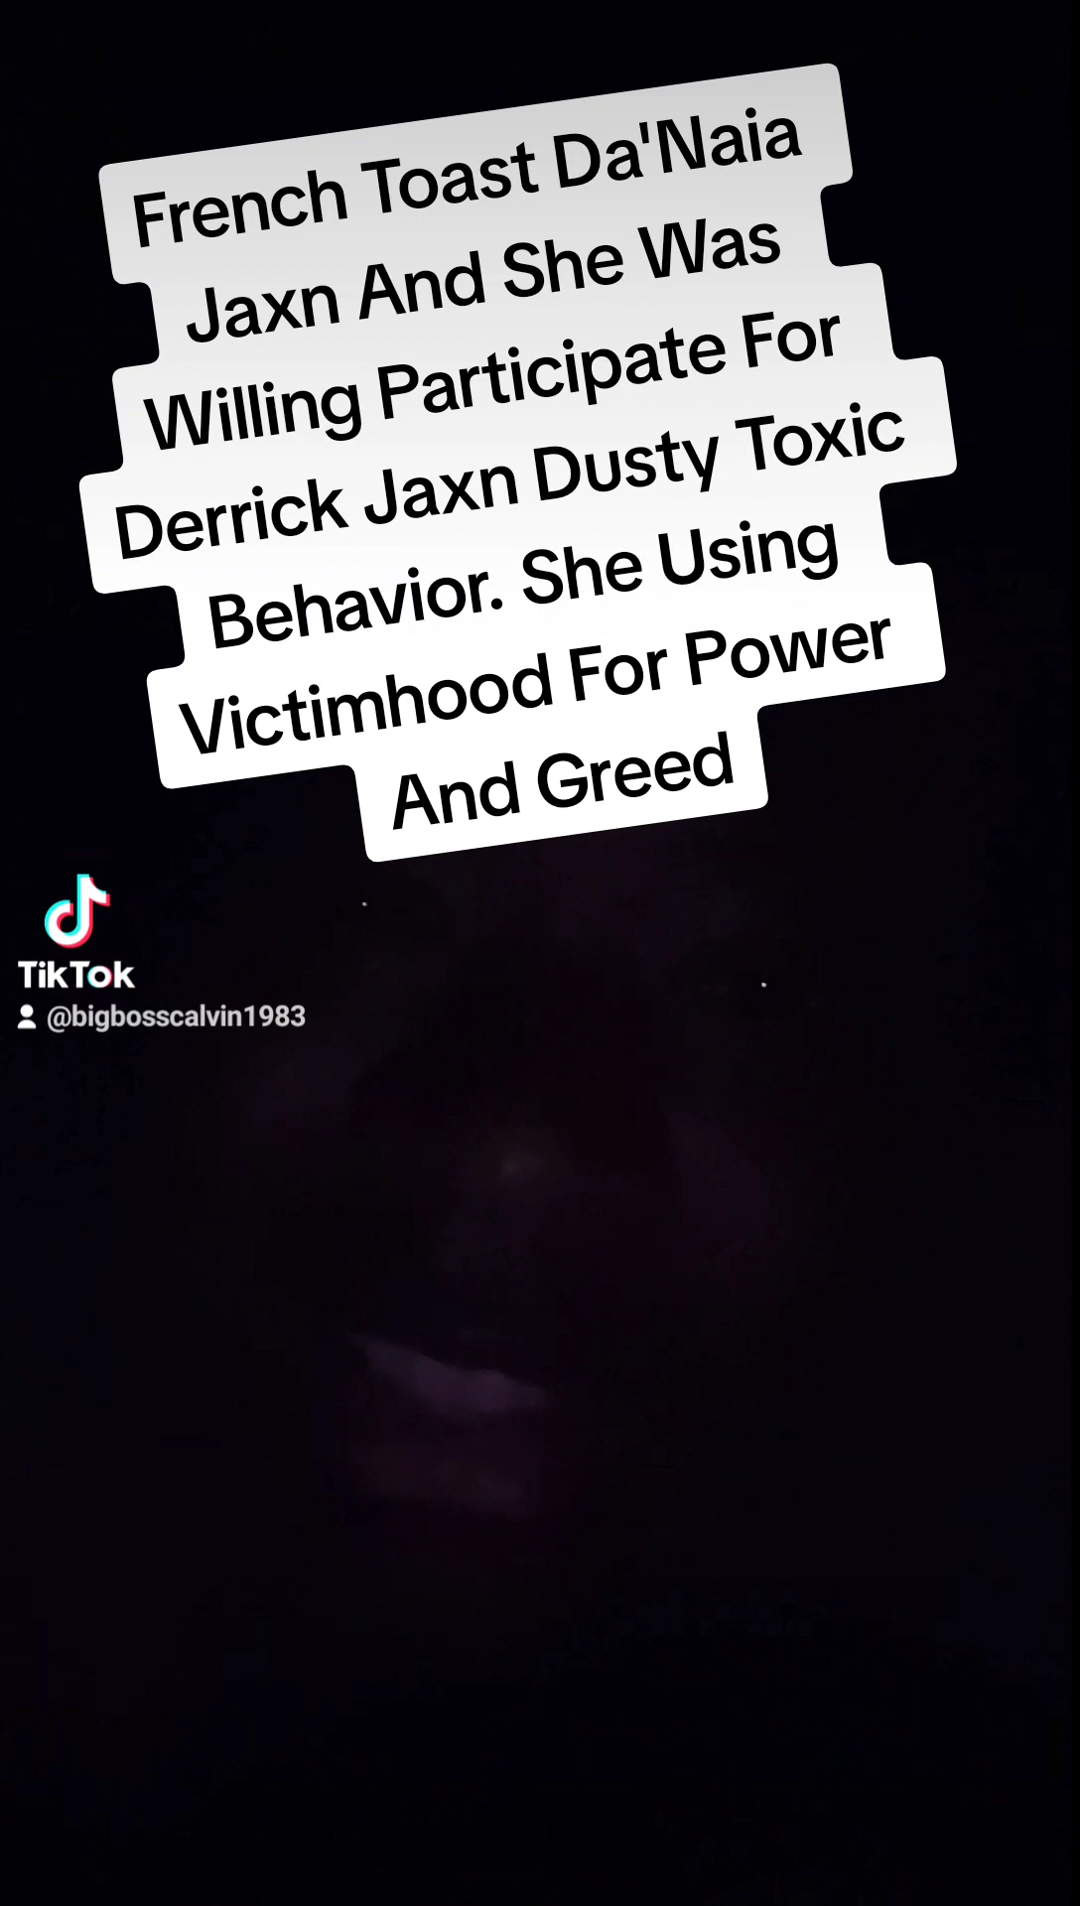 French Toast Da'Naia
Jaxn And She Was
Willing Participate For
Derrick Jaxn Dusty Toxic
Behavior. She Using
Victimhood For Power
And Greed
TikTok
@bigbosscalvin1983